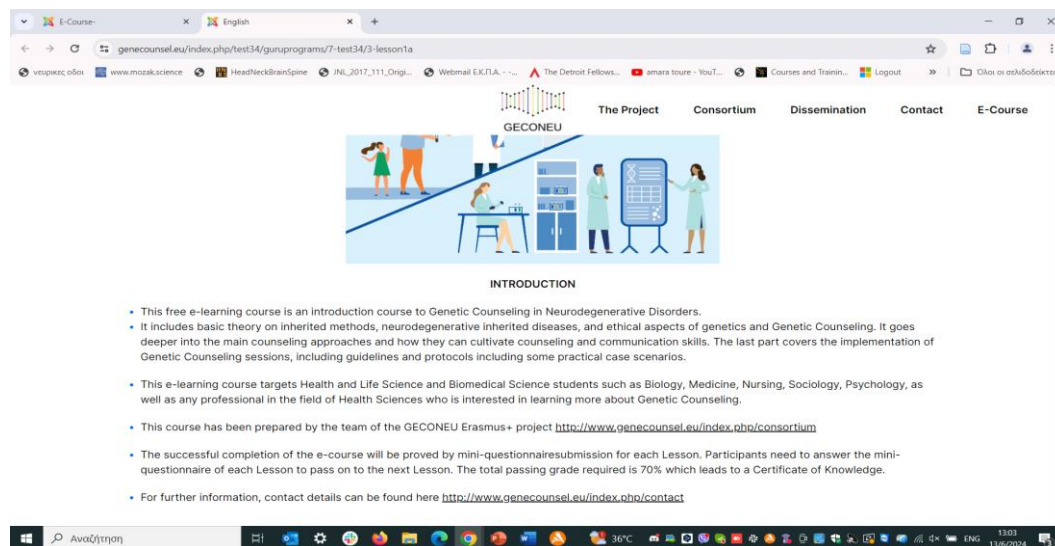 E-Course-
English
genecounsel.eu/index.php/test34/guruprograms/7-test34/3-lesson1a
νευρικες οδοι
www.mozak.science
HeadNeckBrainSpine
JNL_2017_111_Origi...
Webmail Ε.Κ.Π.Α. - -...
The Detroit Fellows...
amara toure - YouT...
Courses and Trainin...
Logout
»
Όλοι οι σελιδοδείκτες
GECONEU
The Project
Consortium
Dissemination
Contact
E-Course
INTRODUCTION
• This free e-learning course is an introduction course to Genetic Counseling in Neurodegenerative Disorders.
• It includes basic theory on inherited methods, neurodegenerative inherited diseases, and ethical aspects of genetics and Genetic Counseling. It goes
deeper into the main counseling approaches and how they can cultivate counseling and communication skills. The last part covers the implementation of
Genetic Counseling sessions, including guidelines and protocols including some practical case scenarios.
• This e-learning course targets Health and Life Science and Biomedical Science students such as Biology, Medicine, Nursing, Sociology, Psychology, as
well as any professional in the field of Health Sciences who is interested in learning more about Genetic Counseling.
• This course has been prepared by the team of the GECONEU Erasmus+ project http://www.genecounsel.eu/index.php/consortium
• The successful completion of the e-course will be proved by mini-questionnairesubmission for each Lesson. Participants need to answer the mini-
questionnaire of each Lesson to pass on to the next Lesson. The total passing grade required is 70% which leads to a Certificate of Knowledge.
• For further information, contact details can be found here http://www.genecounsel.eu/index.php/contact
Αναζήτηση
36°C
ENG
13:03
13/6/2024